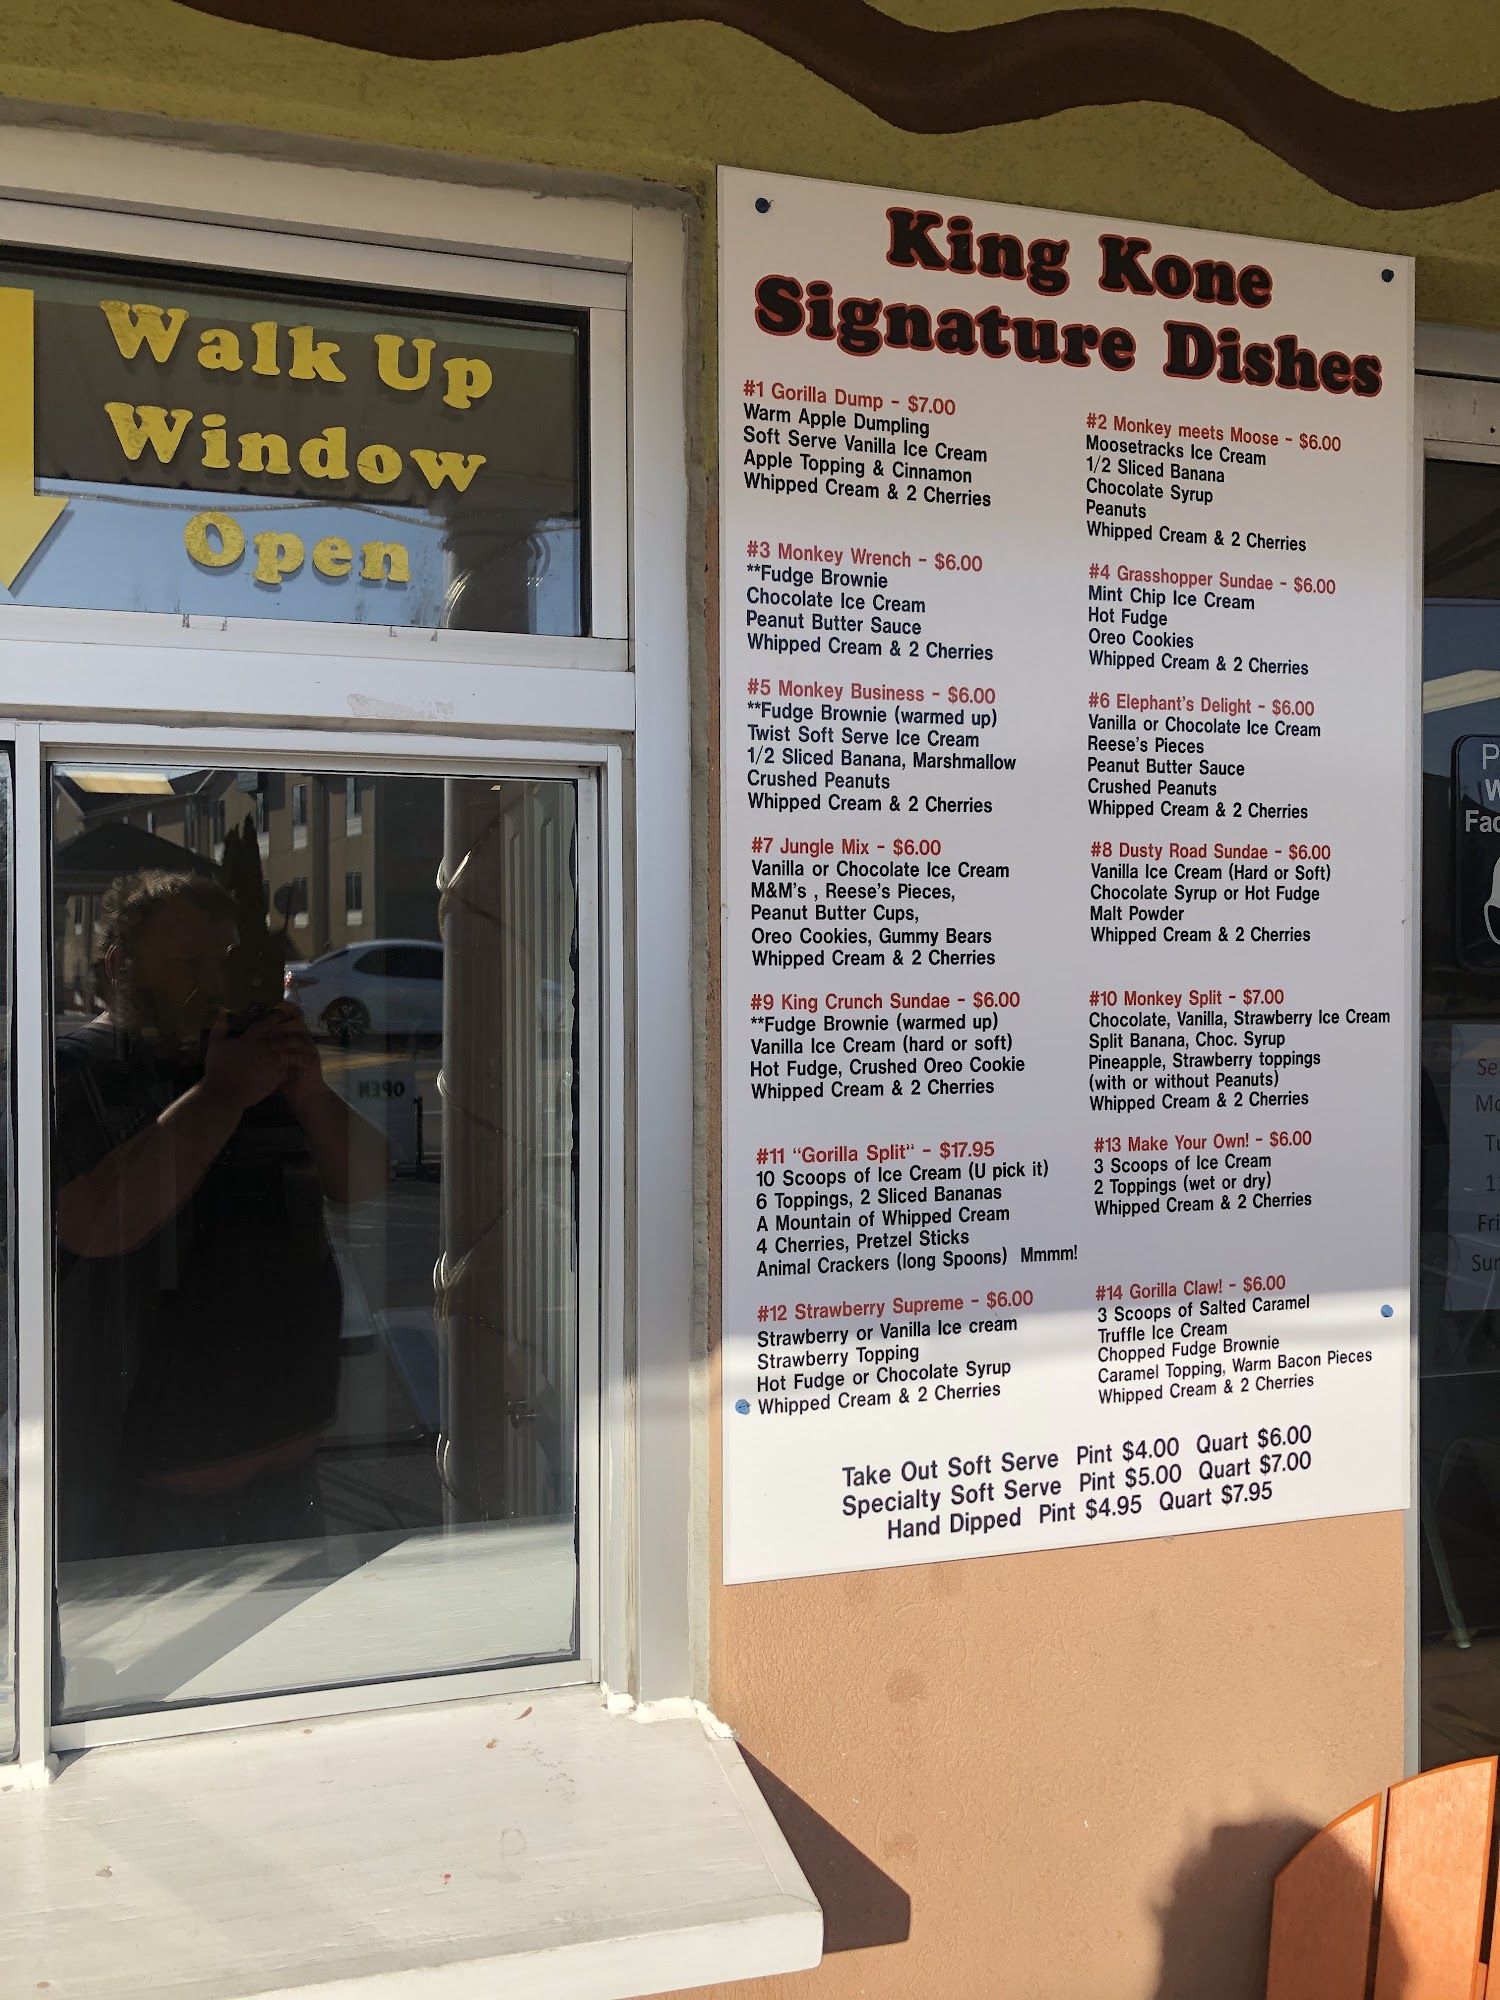 Walk Up
Window
Open
King Kone
Signature Dishes
#1 Gorilla Dump - $7.00
Warm Apple Dumpling
Soft Serve Vanilla Ice Cream
Apple Topping & Cinnamon
Whipped Cream & 2 Cherries
#2 Monkey meets Moose - $6.00
Moosetracks Ice Cream
1/2 Sliced Banana
Chocolate Syrup
Peanuts
Whipped Cream & 2 Cherries
#3 Monkey Wrench - $6.00
**Fudge Brownie
Chocolate Ice Cream
Peanut Butter Sauce
Whipped Cream & 2 Cherries
#4 Grasshopper Sundae - $6.00
Mint Chip Ice Cream
Hot Fudge
Oreo Cookies
Whipped Cream & 2 Cherries
#5 Monkey Business - $6.00
**Fudge Brownie (warmed up)
Twist Soft Serve Ice Cream
1/2 Sliced Banana, Marshmallow
Crushed Peanuts
Whipped Cream & 2 Cherries
#6 Elephant's Delight - $6.00
Vanilla or Chocolate Ice Cream
Reese's Pieces
Peanut Butter Sauce
Crushed Peanuts
Whipped Cream & 2 Cherries
#7 Jungle Mix - $6.00
Vanilla or Chocolate Ice Cream
M&M's , Reese's Pieces,
Peanut Butter Cups,
Oreo Cookies, Gummy Bears
Whipped Cream & 2 Cherries
#8 Dusty Road Sundae - $6.00
Vanilla Ice Cream (Hard or Soft)
Chocolate Syrup or Hot Fudge
Malt Powder
Whipped Cream & 2 Cherries
#9 King Crunch Sundae - $6.00
**Fudge Brownie (warmed up)
Vanilla Ice Cream (hard or soft)
Hot Fudge, Crushed Oreo Cookie
Whipped Cream & 2 Cherries
#10 Monkey Split - $7.00
Chocolate, Vanilla, Strawberry Ice Cream
Split Banana, Choc. Syrup
Pineapple, Strawberry toppings
(with or without Peanuts)
Whipped Cream & 2 Cherries
#11 "Gorilla Split" - $17.95
10 Scoops of Ice Cream (U pick it)
6 Toppings, 2 Sliced Bananas
A Mountain of Whipped Cream
4 Cherries, Pretzel Sticks
Animal Crackers (long Spoons) Mmmm!
#13 Make Your Own! - $6.00
3 Scoops of Ice Cream
2 Toppings (wet or dry)
Whipped Cream & 2 Cherries
#12 Strawberry Supreme - $6.00
Strawberry or Vanilla Ice cream
Strawberry Topping
Hot Fudge or Chocolate Syrup
Whipped Cream & 2 Cherries
#14 Gorilla Claw! - $6.00
3 Scoops of Salted Caramel
Truffle Ice Cream
Chopped Fudge Brownie
Caramel Topping, Warm Bacon Pieces
Whipped Cream & 2 Cherries
Take Out Soft Serve Pint $4.00 Quart $6.00
Specialty Soft Serve Pint $5.00 Quart $7.00
Hand Dipped Pint $4.95 Quart $7.95
OPEN